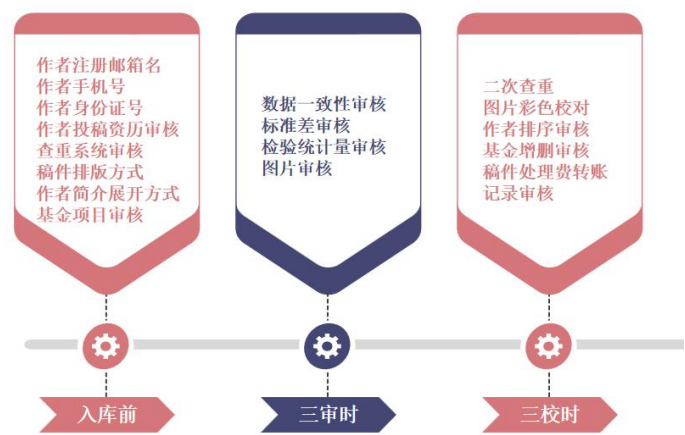 作者注册邮箱名
作者手机号
作者身份证号
作者投稿资历审核
查重系统审核
稿件排版方式
作者简介展开方式
基金项目审核
数据一致性审核
标准差审核
检验统计量审核
图片审核
二次查重
图片彩色校对
作者排序审核
基金增删审核
稿件处理费转账
记录审核
入库前
三审时
三校时